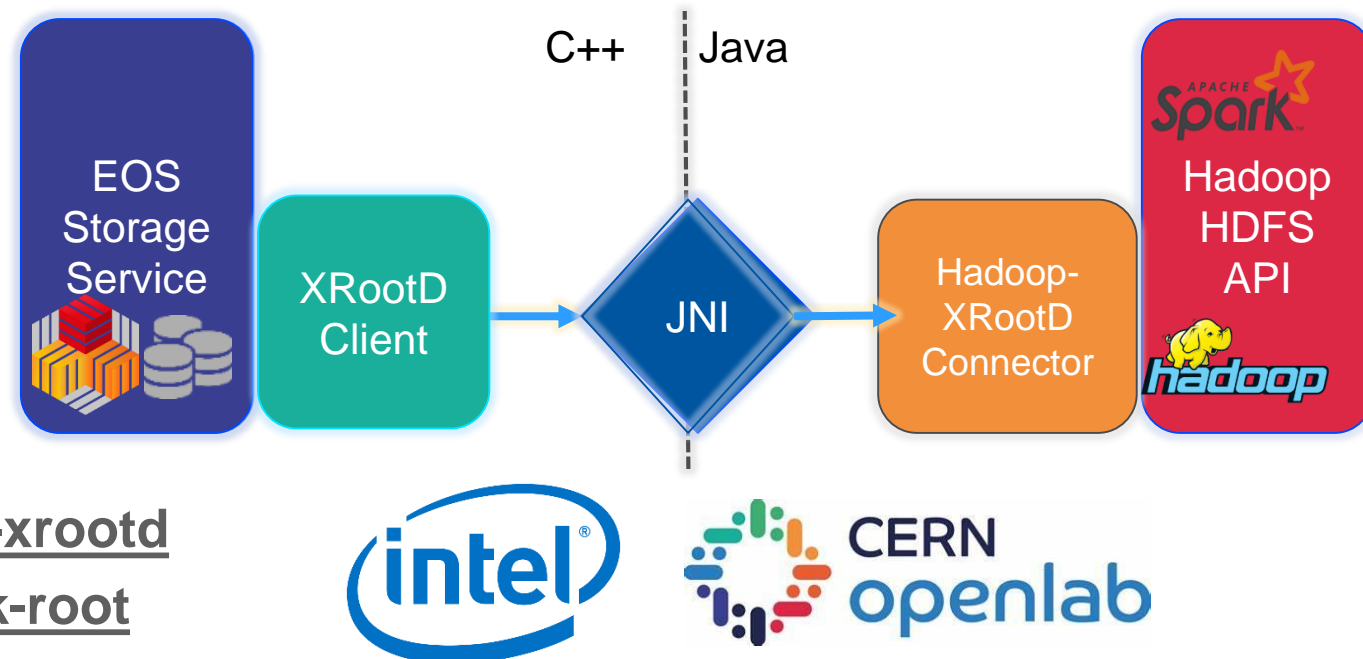 C++
Java
EOS
Storage
Service
XRootD
Client
JNI
Hadoop-
XRootD
Connector
APACHE
Spark
Hadoop
HDFS
API
hadoop
-xrootd
k-root
intel
CERN
openlab